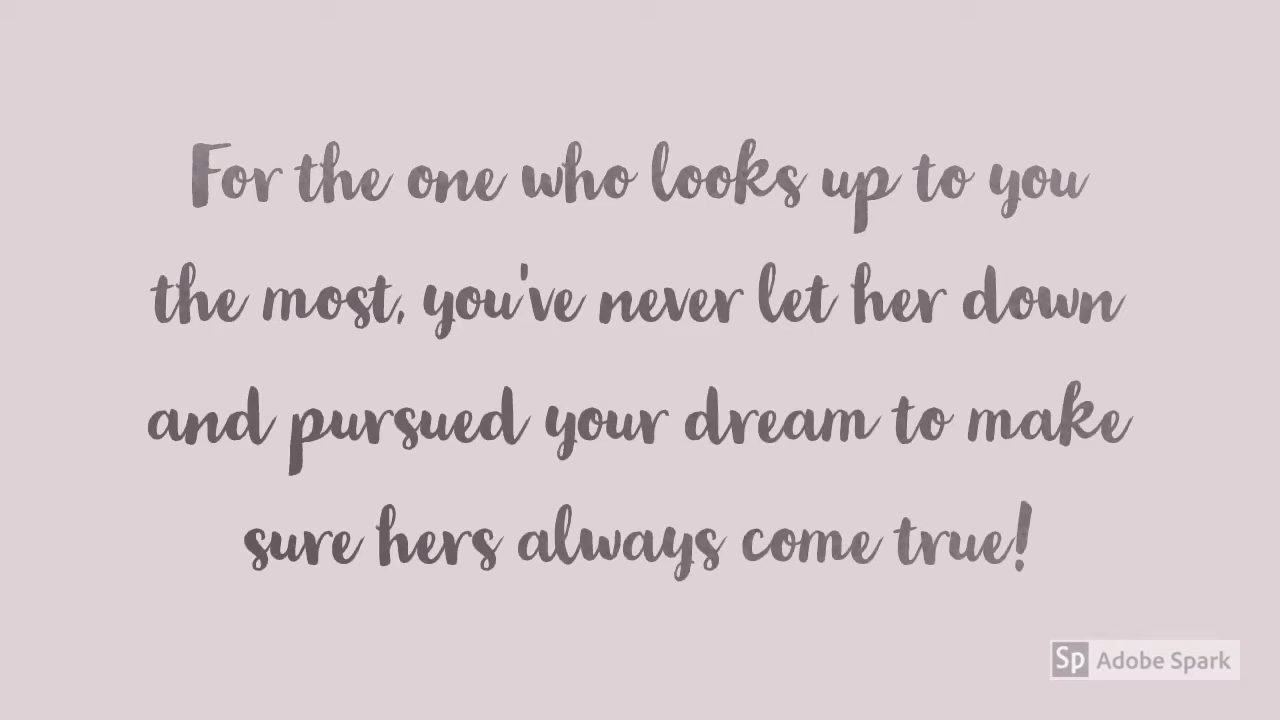 For the one who looks up to you
the most, you've never let her down
and pursued your dream to make
sure hers always come true!
Sp Adobe Spark